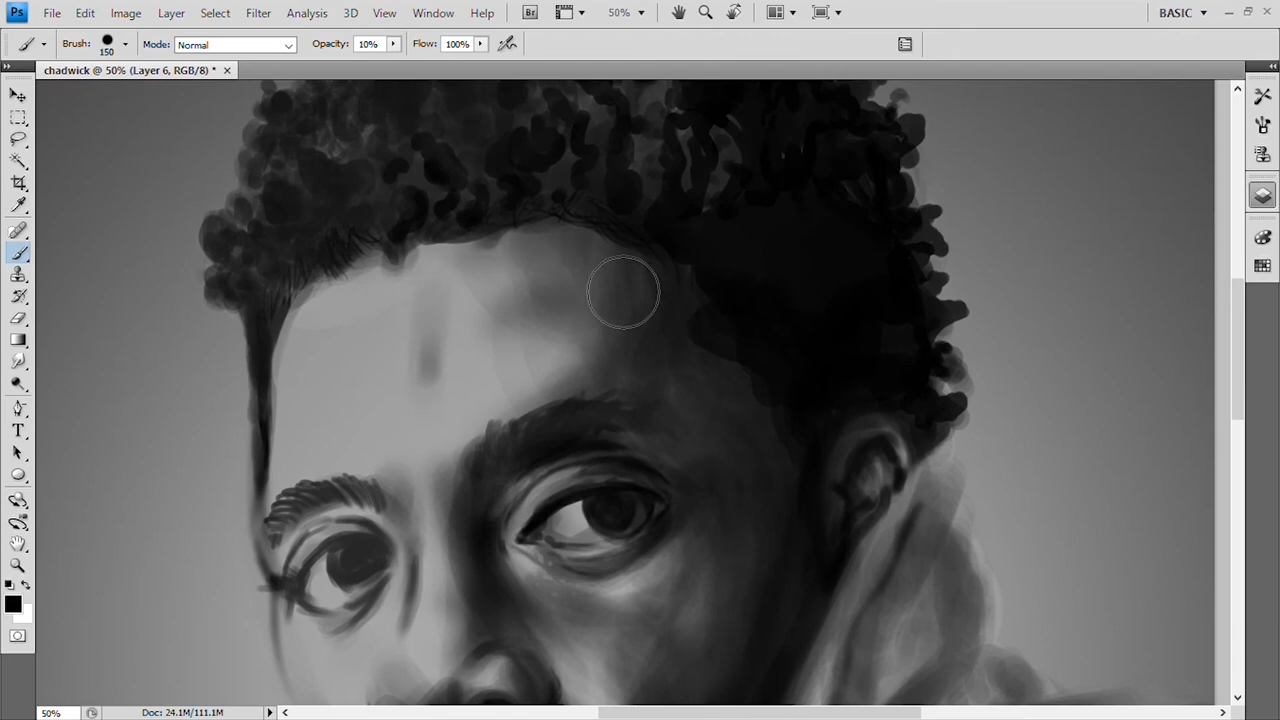 Ps File Edit Image Layer Select Filter Analysis 3D View Window Help Br 50% BASIC
Brush: 150 Mode: Normal Opacity: 10% Flow: 100%
chadwick @ 50% (Layer 6, RGB/8) *
T
50% Doc: 24.1M/111.1M